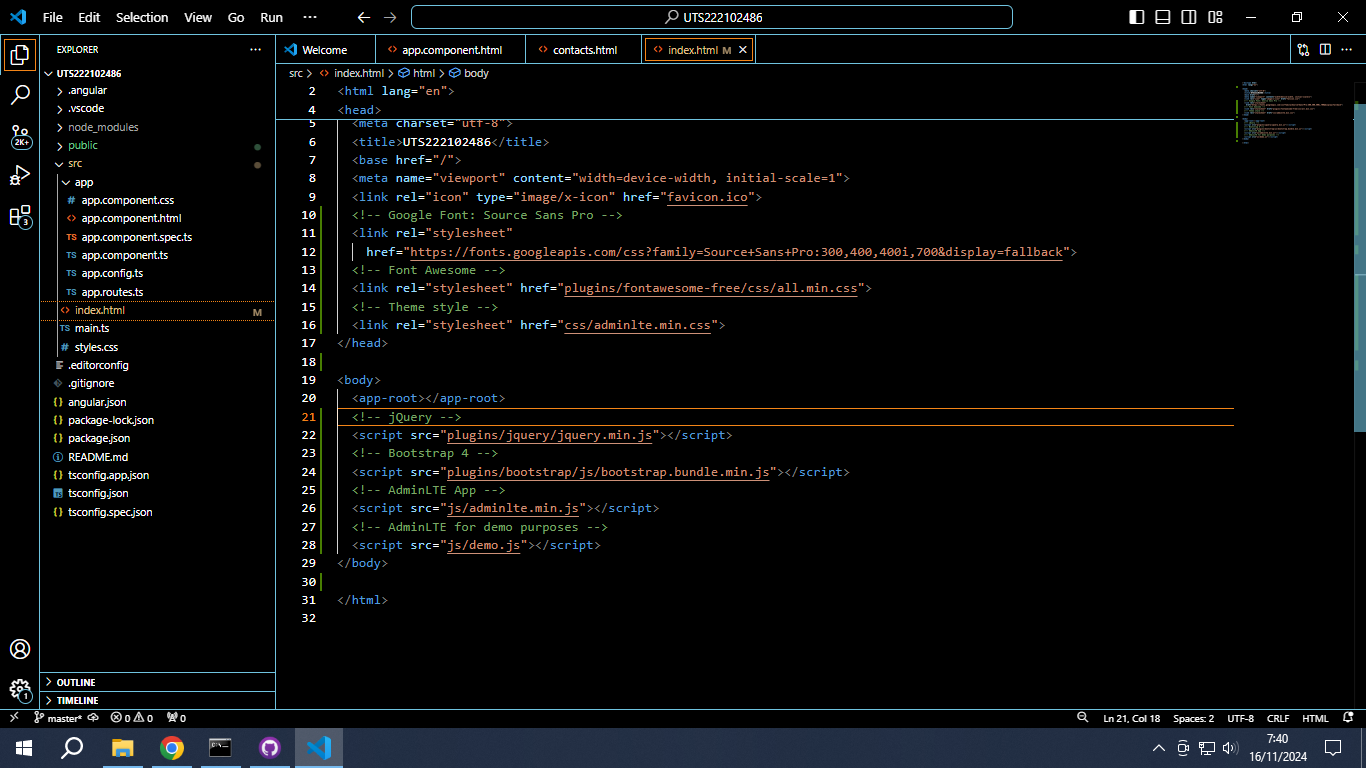 File Edit Selection View Go Run ··· UTS222102486
EXPLORER ···
UTS222102486
.angular
.vscode
node_modules
public
src
app
# app.component.css
<> app.component.html
TS app.component.spec.ts
TS app.component.ts
TS app.config.ts
TS app.routes.ts
<> index.html M
TS main.ts
# styles.css
.editorconfig
.gitignore
{} angular.json
{} package-lock.json
{} package.json
README.md
{} tsconfig.app.json
tsconfig.json
{} tsconfig.spec.json
OUTLINE
TIMELINE
2K+
3
1
Welcome <> app.component.html <> contacts.html <> index.html M
src > <> index.html > html > body
2 <html lang="en">
4 <head>
5 <meta charset="utf-8">
6 <title>UTS222102486</title>
7 <base href="/">
8 <meta name="viewport" content="width=device-width, initial-scale=1">
9 <link rel="icon" type="image/x-icon" href="favicon.ico">
10 <!-- Google Font: Source Sans Pro -->
11 <link rel="stylesheet"
12 href="https://fonts.googleapis.com/css?family=Source+Sans+Pro:300,400,400i,700&display=fallback">
13 <!-- Font Awesome -->
14 <link rel="stylesheet" href="plugins/fontawesome-free/css/all.min.css">
15 <!-- Theme style -->
16 <link rel="stylesheet" href="css/adminlte.min.css">
17 </head>
18
19 <body>
20 <app-root></app-root>
21 <!-- jQuery -->
22 <script src="plugins/jquery/jquery.min.js"></script>
23 <!-- Bootstrap 4 -->
24 <script src="plugins/bootstrap/js/bootstrap.bundle.min.js"></script>
25 <!-- AdminLTE App -->
26 <script src="js/adminlte.min.js"></script>
27 <!-- AdminLTE for demo purposes -->
28 <script src="js/demo.js"></script>
29 </body>
30
31 </html>
32
master* 0 0 0 Ln 21, Col 18 Spaces: 2 UTF-8 CRLF HTML
7:40
16/11/2024